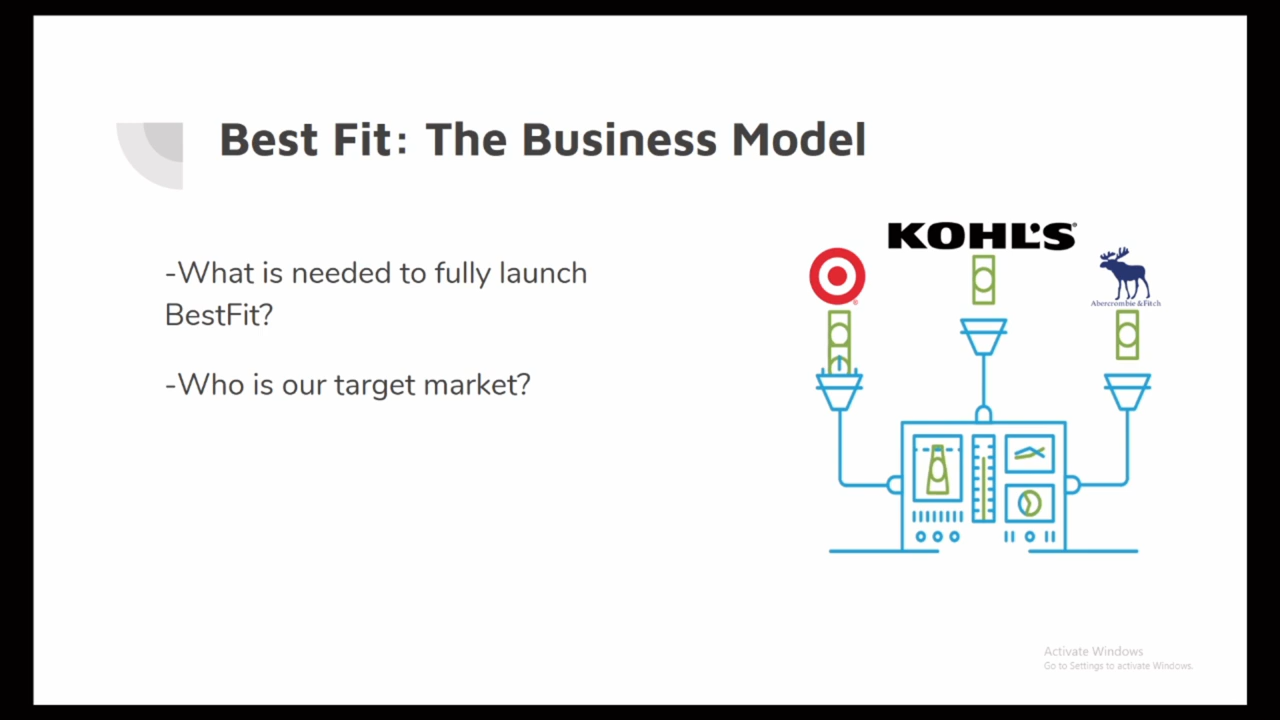 Best Fit: The Business Model
-What is needed to fully launch
BestFit?
-Who is our target market?
KOHL'S
Abercrombie & Fitch
Activate Windows
Go to Settings to activate Windows.